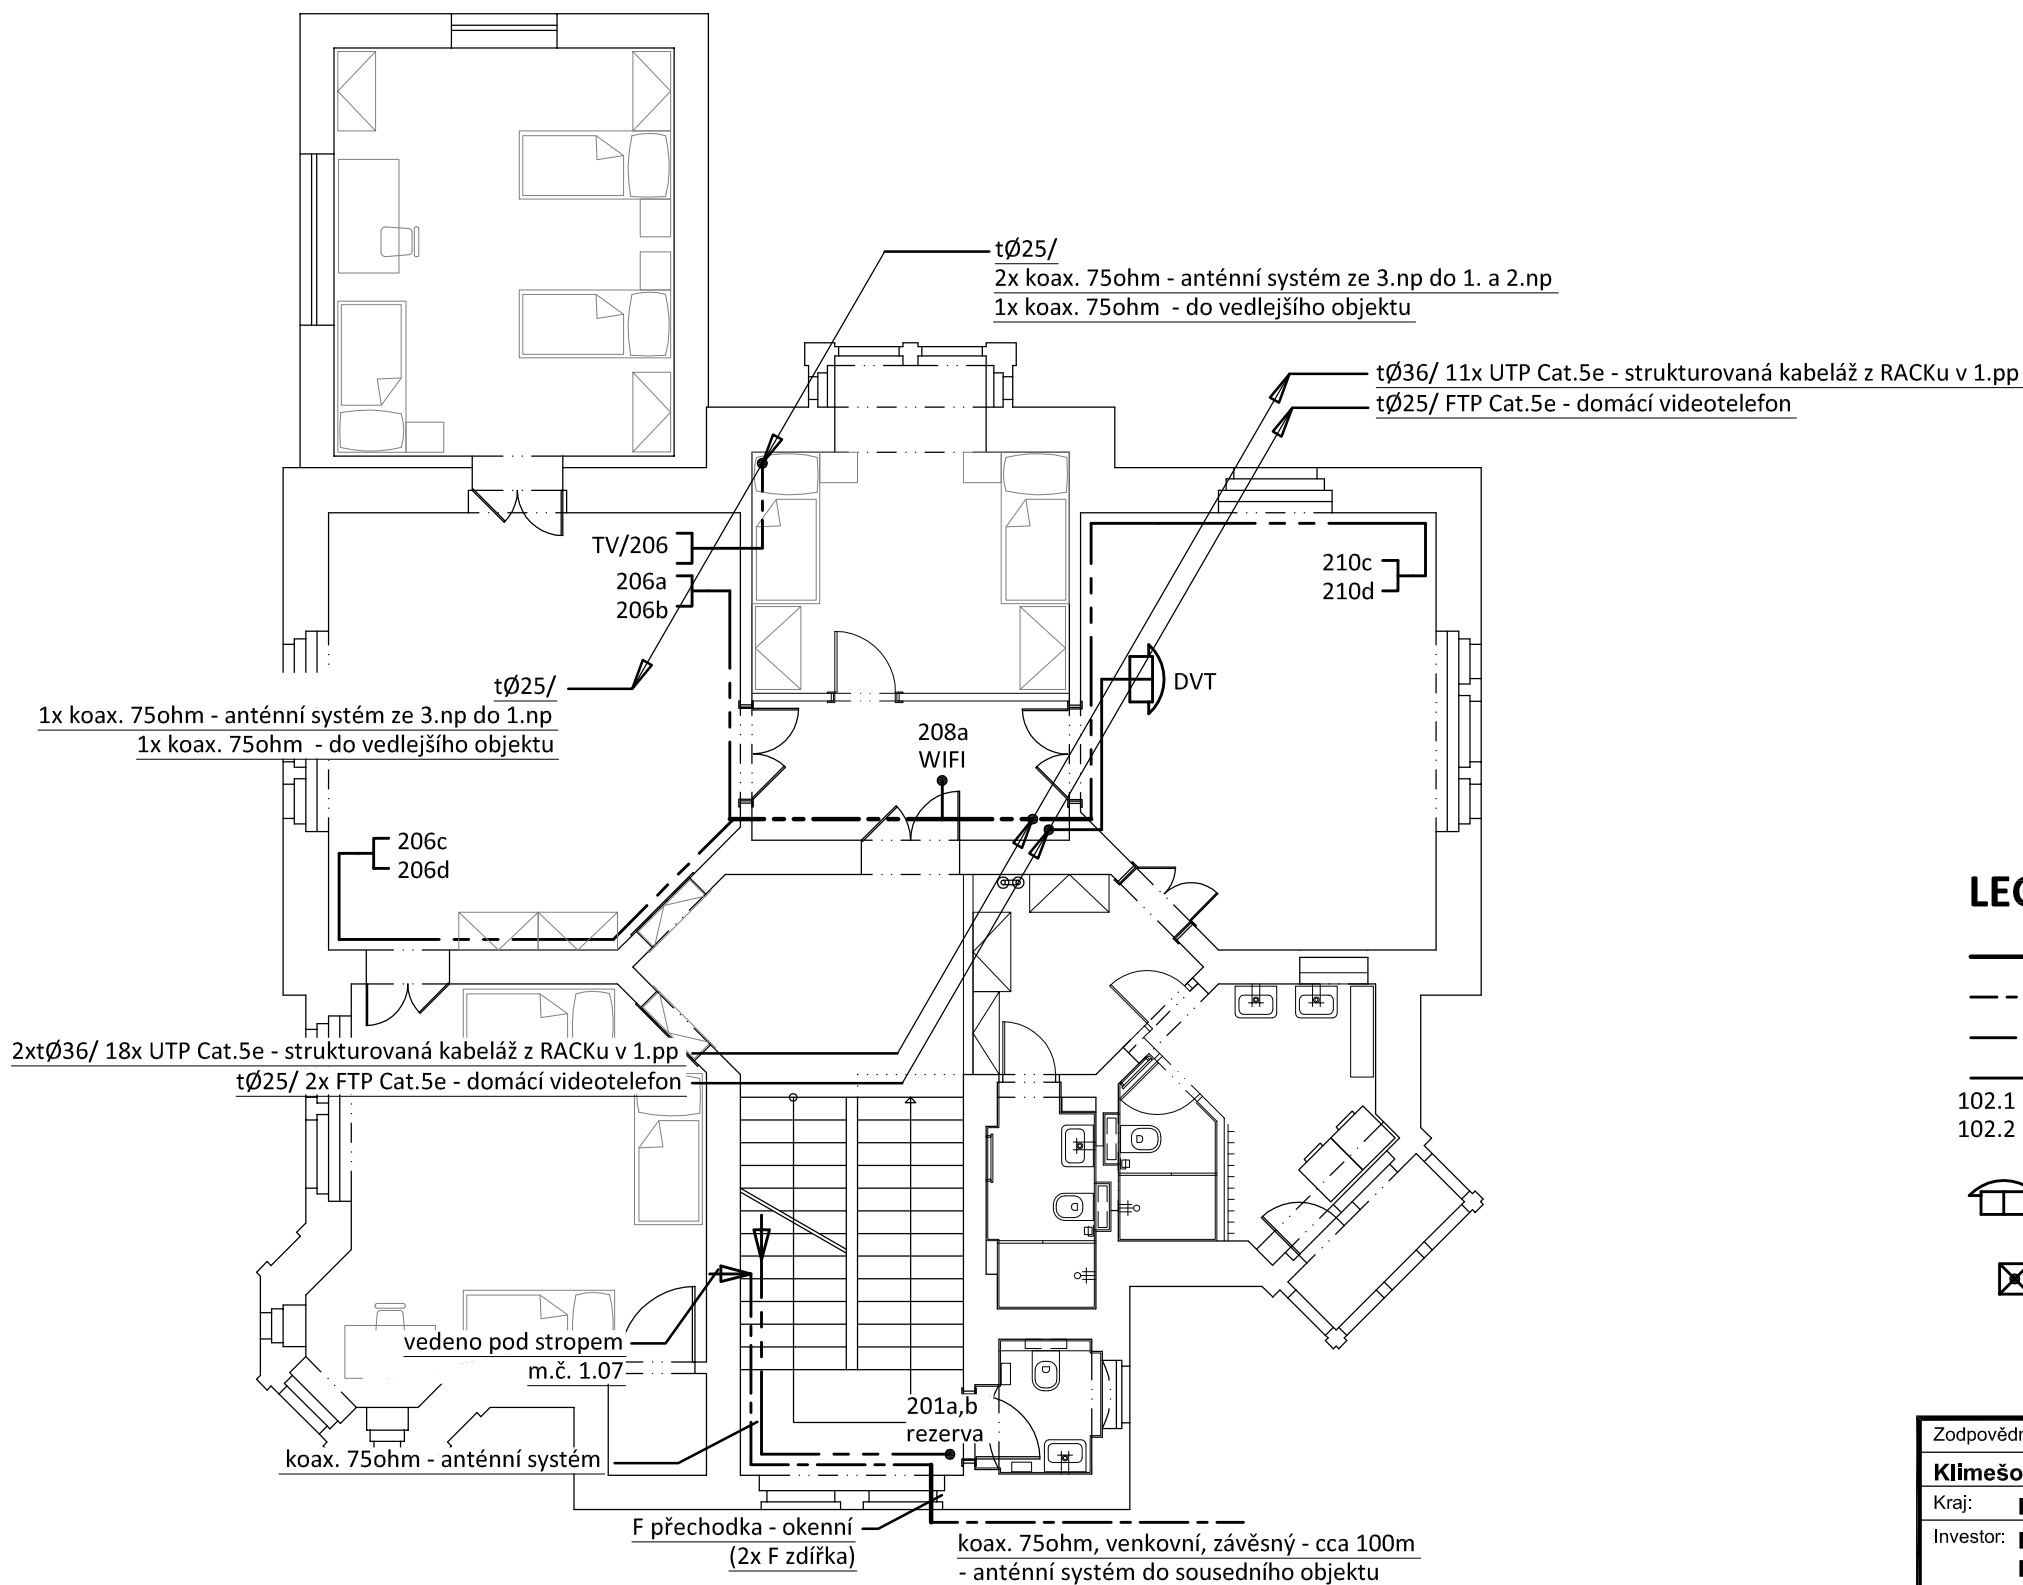 tØ25/
2x koax. 75ohm - anténní systém ze 3.np do 1. a 2.np
1x koax. 75ohm - do vedlejšího objektu
tØ36/ 11x UTP Cat.5e - strukturovaná kabeláž z RACKu v 1.pp
tØ25/ FTP Cat.5e - domácí videotelefon
TV/206
206a
206b
210c
210d
tØ25/
1x koax. 75ohm - anténní systém ze 3.np do 1.np
1x koax. 75ohm - do vedlejšího objektu
DVT
208a
WIFI
206c
206d
2xtØ36/ 18x UTP Cat.5e - strukturovaná kabeláž z RACKu v 1.pp
tØ25/ 2x FTP Cat.5e - domácí videotelefon
102.1
102.2
vedeno pod stropem
m.č. 1.07
201a,b
rezerva
koax. 75ohm - anténní systém
F přechodka - okenní
(2x F zdířka)
koax. 75ohm, venkovní, závěsný - cca 100m
- anténní systém do sousedního objektu
Kraj:
Investor: